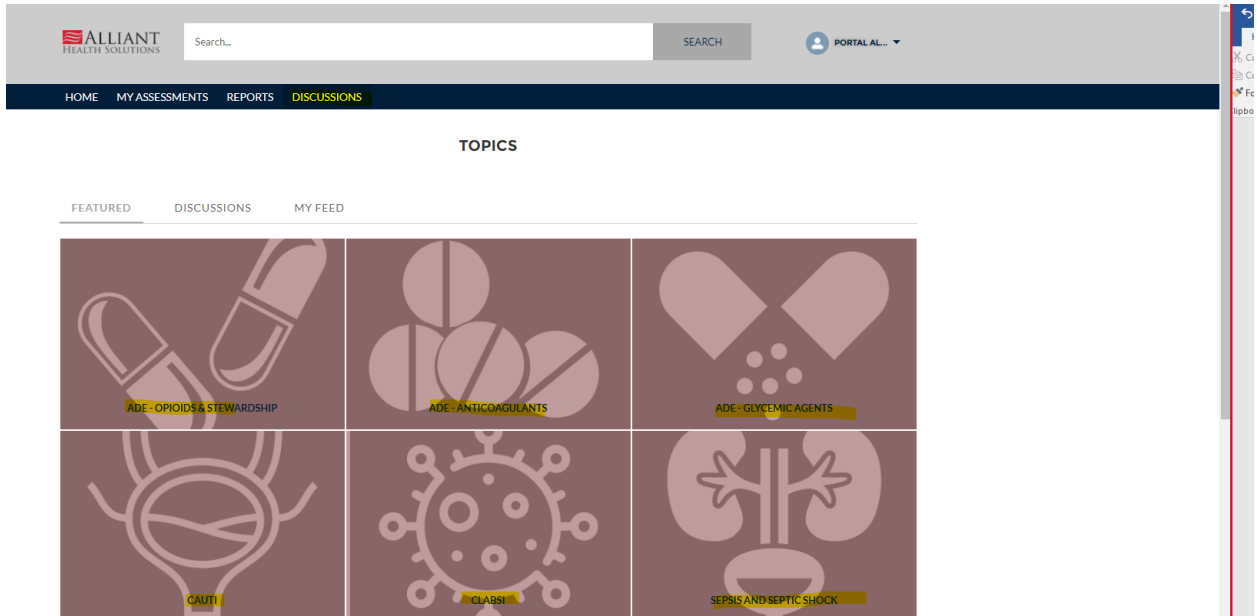 ALLIANT
HEALTH SOLUTIONS
Search...
SEARCH
PORTAL AL...
HOME MY ASSESSMENTS REPORTS DISCUSSIONS
TOPICS
FEATURED DISCUSSIONS MY FEED
ADE - OPIOIDS & STEWARDSHIP
ADE - ANTICOAGULANTS
ADE - GLYCEMIC AGENTS
CAUTI
CLABSI
SEPSIS AND SEPTIC SHOCK